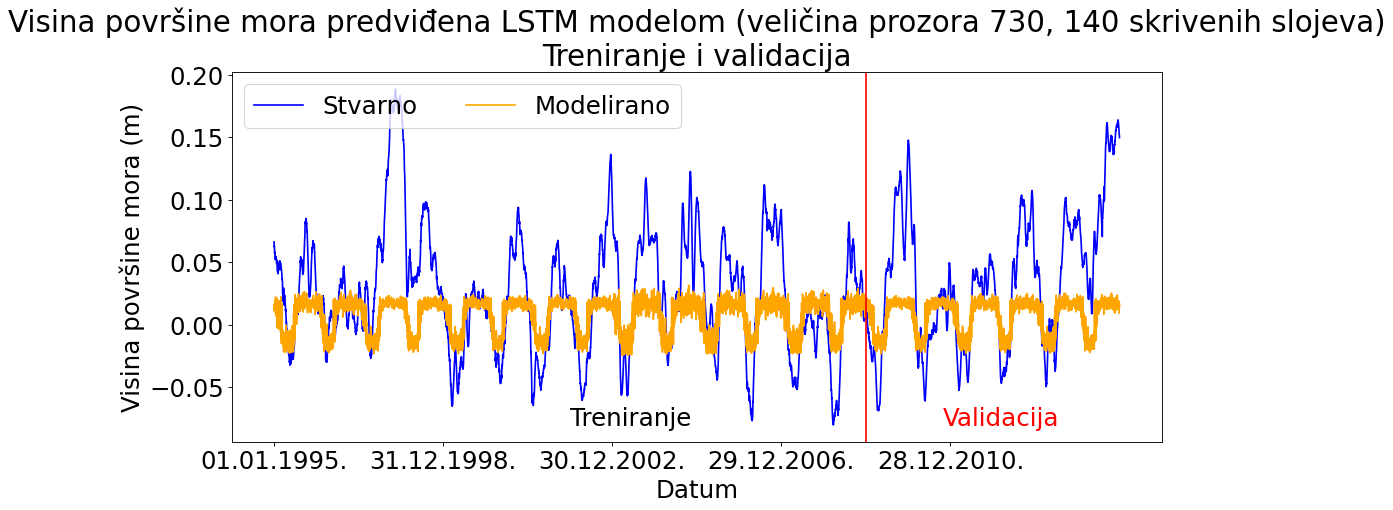 Visina površine mora predviđena LSTM modelom (veličina prozora 730, 140 skrivenih slojeva)
Treniranje i validacija
Stvarno Modelirano
Visina površine mora (m)
0.20
0.15
0.10
0.05
0.00
−0.05
Treniranje Validacija
01.01.1995. 31.12.1998. 30.12.2002. 29.12.2006. 28.12.2010.
Datum